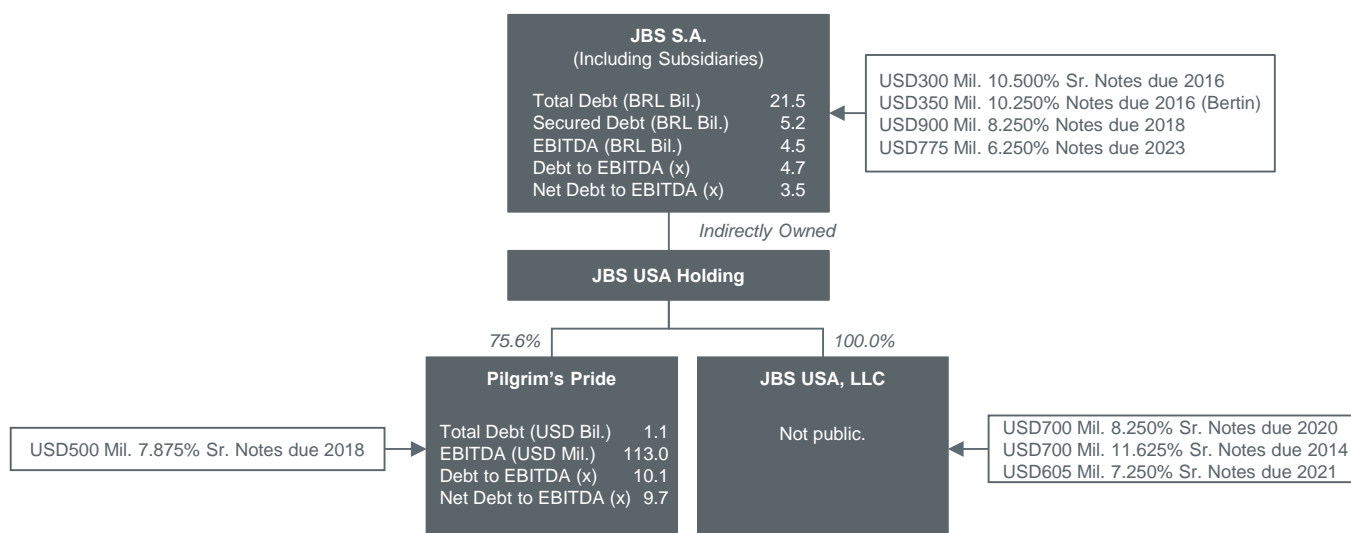 JBS S.A.
(Including Subsidiaries)
Total Debt (BRL Bil.) 21.5
Secured Debt (BRL Bil.) 5.2
EBITDA (BRL Bil.) 4.5
Debt to EBITDA (x) 4.7
Net Debt to EBITDA (x) 3.5
USD300 Mil. 10.500% Sr. Notes due 2016
USD350 Mil. 10.250% Notes due 2016 (Bertin)
USD900 Mil. 8.250% Notes due 2018
USD775 Mil. 6.250% Notes due 2023
Indirectly Owned
JBS USA Holding
75.6%
100.0%
Pilgrim's Pride
Total Debt (USD Bil.) 1.1
EBITDA (USD Mil.) 113.0
Debt to EBITDA (x) 10.1
Net Debt to EBITDA (x) 9.7
USD500 Mil. 7.875% Sr. Notes due 2018
JBS USA, LLC
Not public.
USD700 Mil. 8.250% Sr. Notes due 2020
USD700 Mil. 11.625% Sr. Notes due 2014
USD605 Mil. 7.250% Sr. Notes due 2021